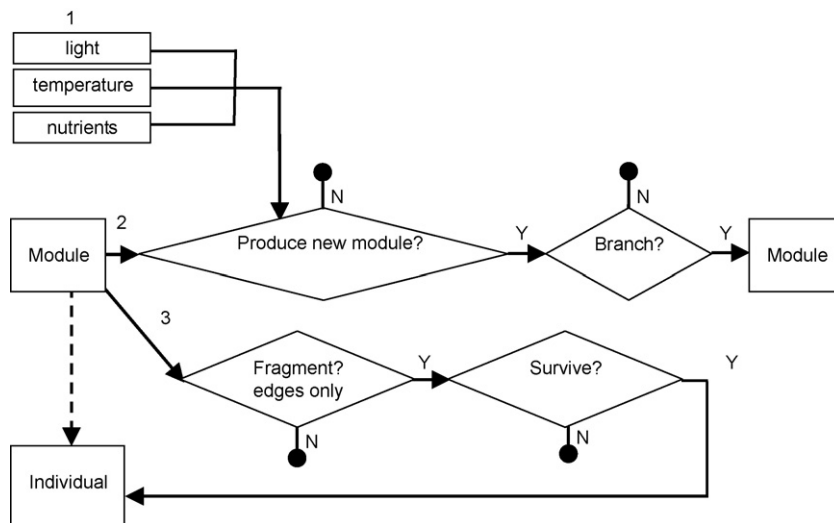 1
light
temperature
nutrients
N
N
2
Module
Produce new module?
Y
Branch?
Y
Module
3
Fragment?
edges only
Y
Survive?
Y
N
N
Individual